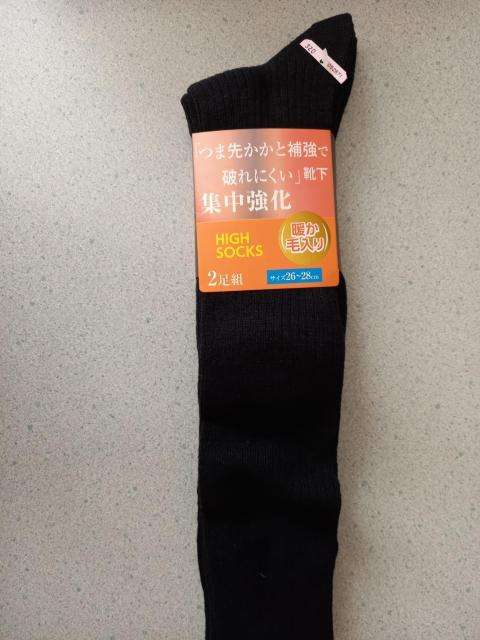 320
「つま先かかと補強で
破れにくい」靴下
集中強化
HIGH
SOCKS
暖か
毛入り
2足組
サイズ26~28cm